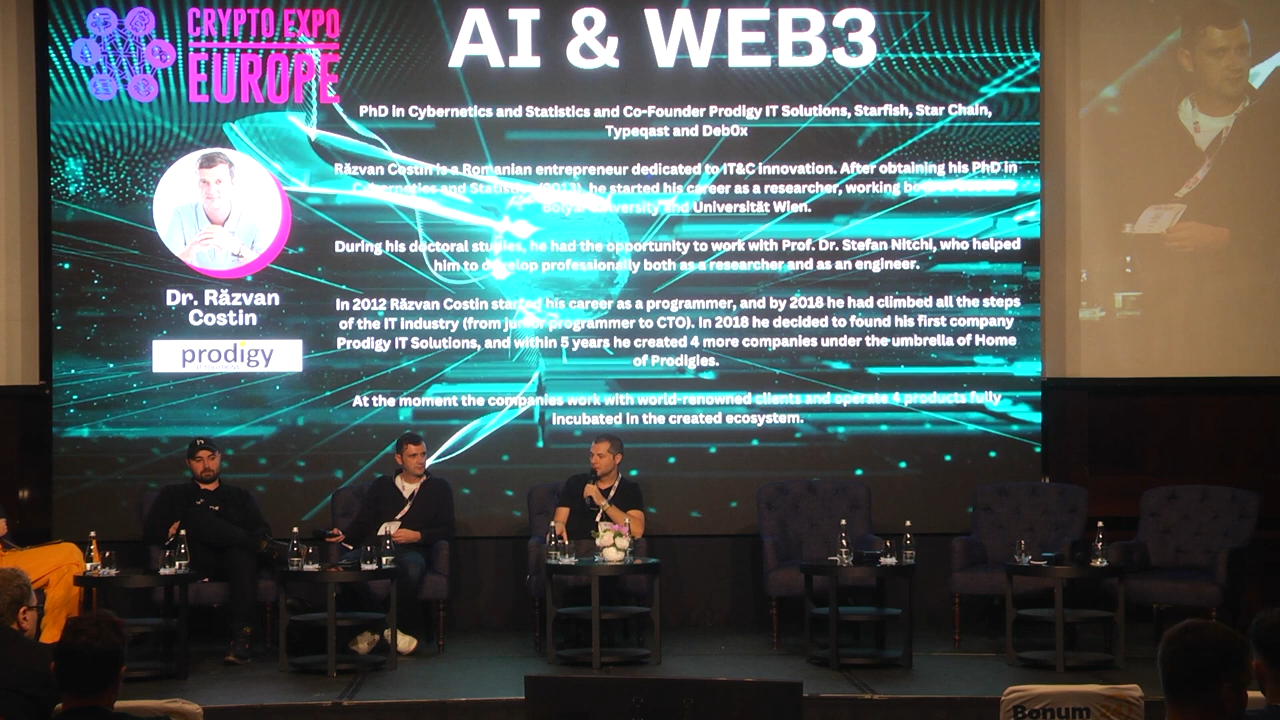 CRYPTO EXPO
EUROPE
AI & WEB3
PhD in Cybernetics and Statistics and Co-Founder Prodigy IT Solutions, Starfish, Star Chain,
Typeqast and Deb0x
Răzvan Costin is a Romanian entrepreneur dedicated to IT&C innovation. After obtaining his PhD in
Cybernetics and Statistics he started his career as a researcher, working
University and Universität Wien.
During his doctoral studies, he had the opportunity to work with Prof. Dr. Stefan Nitchi, who helped
him to develop professionally both as a researcher and as an engineer.
Dr. Răzvan
Costin
prodigy
In 2012 Răzvan Costin started his career as a programmer, and by 2018 he had climbed all the steps
of the IT industry (from junior programmer to CTO). In 2018 he decided to found his first company
Prodigy IT Solutions, and within 5 years he created 4 more companies under the umbrella of Home
of Prodigies.
At the moment the companies work with world-renowned clients and operate 4 products fully
incubated in the created ecosystem.
Bonum